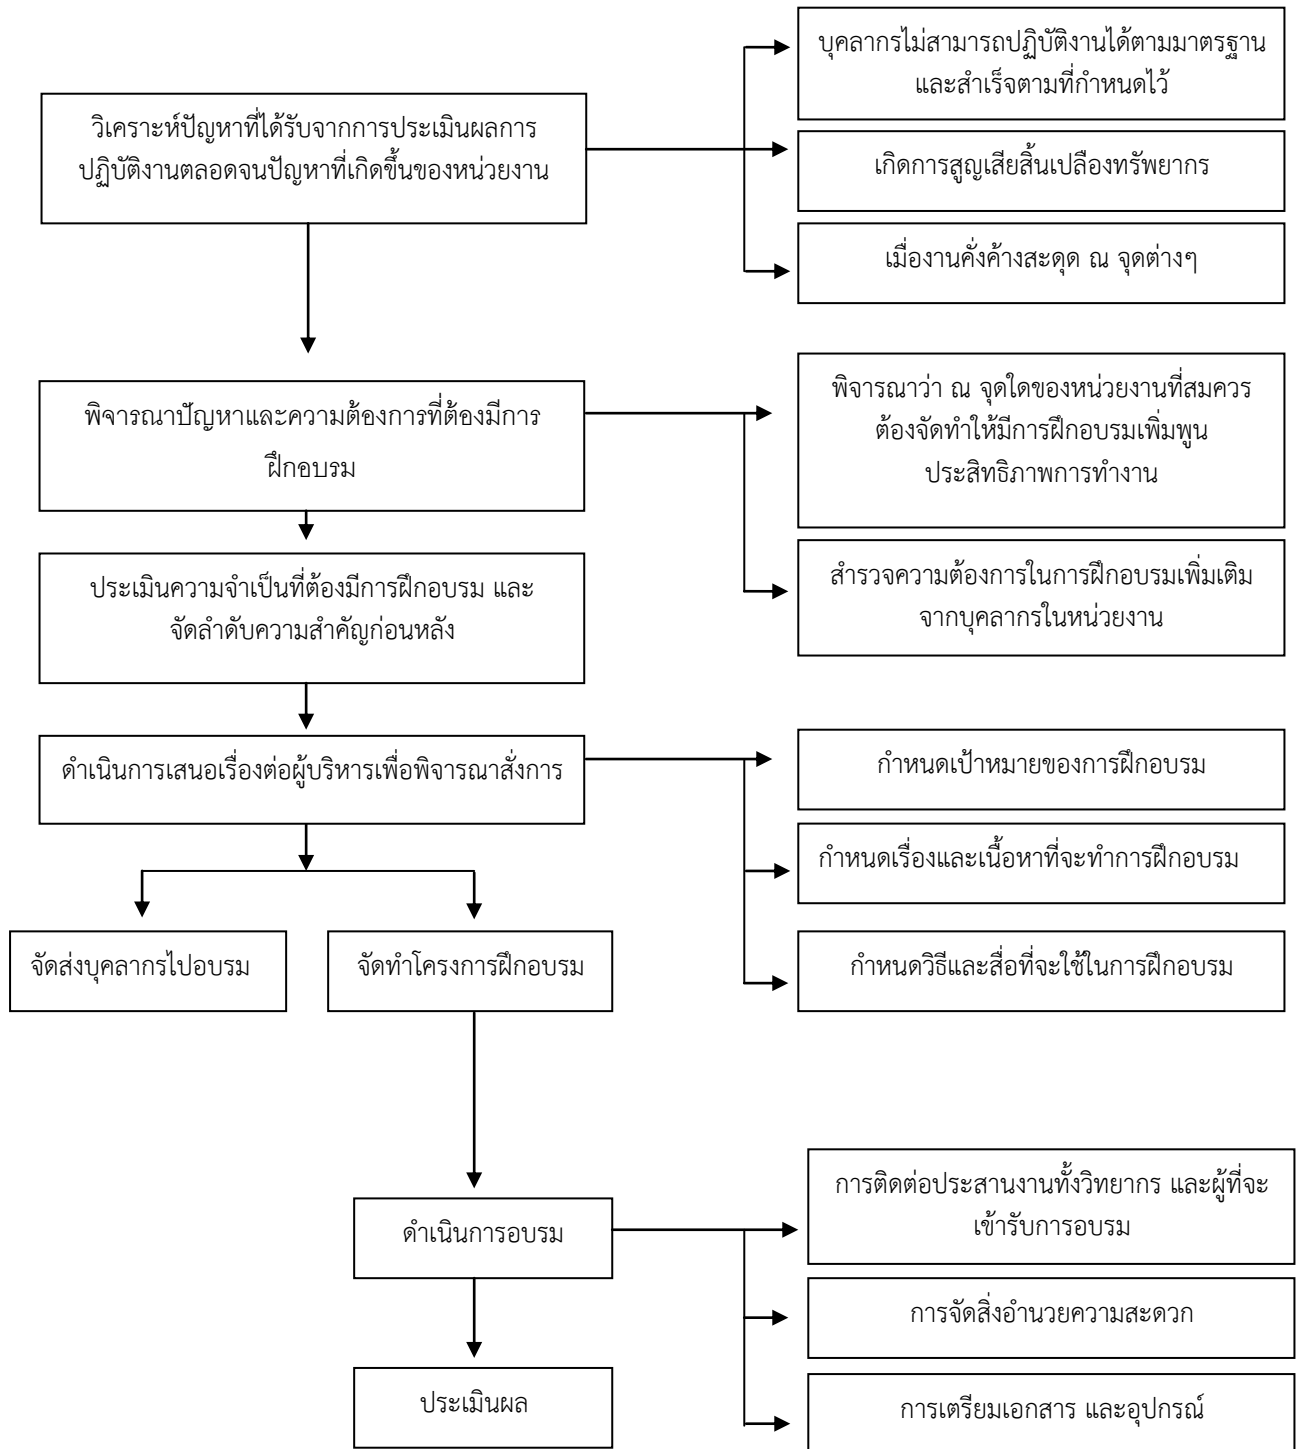 บุคลากรไม่สามารถปฏิบัติงานได้ตามมาตรฐาน
และสำเร็จตามที่กำหนดไว้
วิเคราะห์ปัญหาที่ได้รับจากการประเมินผลการ
ปฏิบัติงานตลอดจนปัญหาที่เกิดขึ้นของหน่วยงาน
เกิดการสูญเสียสิ้นเปลืองทรัพยากร
เมื่องานคั่งค้างสะดุด ณ จุดต่างๆ
พิจารณาปัญหาและความต้องการที่ต้องมีการ
ฝึกอบรม
พิจารณาว่า ณ จุดใดของหน่วยงานที่สมควร
ต้องจัดทำให้มีการฝึกอบรมเพิ่มพูน
ประสิทธิภาพการทำงาน
ประเมินความจำเป็นที่ต้องมีการฝึกอบรม และ
จัดลำดับความสำคัญก่อนหลัง
สำรวจความต้องการในการฝึกอบรมเพิ่มเติม
จากบุคลากรในหน่วยงาน
ดำเนินการเสนอเรื่องต่อผู้บริหารเพื่อพิจารณาสั่งการ
กำหนดเป้าหมายของการฝึกอบรม
กำหนดเรื่องและเนื้อหาที่จะทำการฝึกอบรม
จัดส่งบุคลากรไปอบรม
จัดทำโครงการฝึกอบรม
กำหนดวิธีและสื่อที่จะใช้ในการฝึกอบรม
การติดต่อประสานงานทั้งวิทยากร และผู้ที่จะ
เข้ารับการอบรม
ดำเนินการอบรม
การจัดสิ่งอำนวยความสะดวก
ประเมินผล
การเตรียมเอกสาร และอุปกรณ์